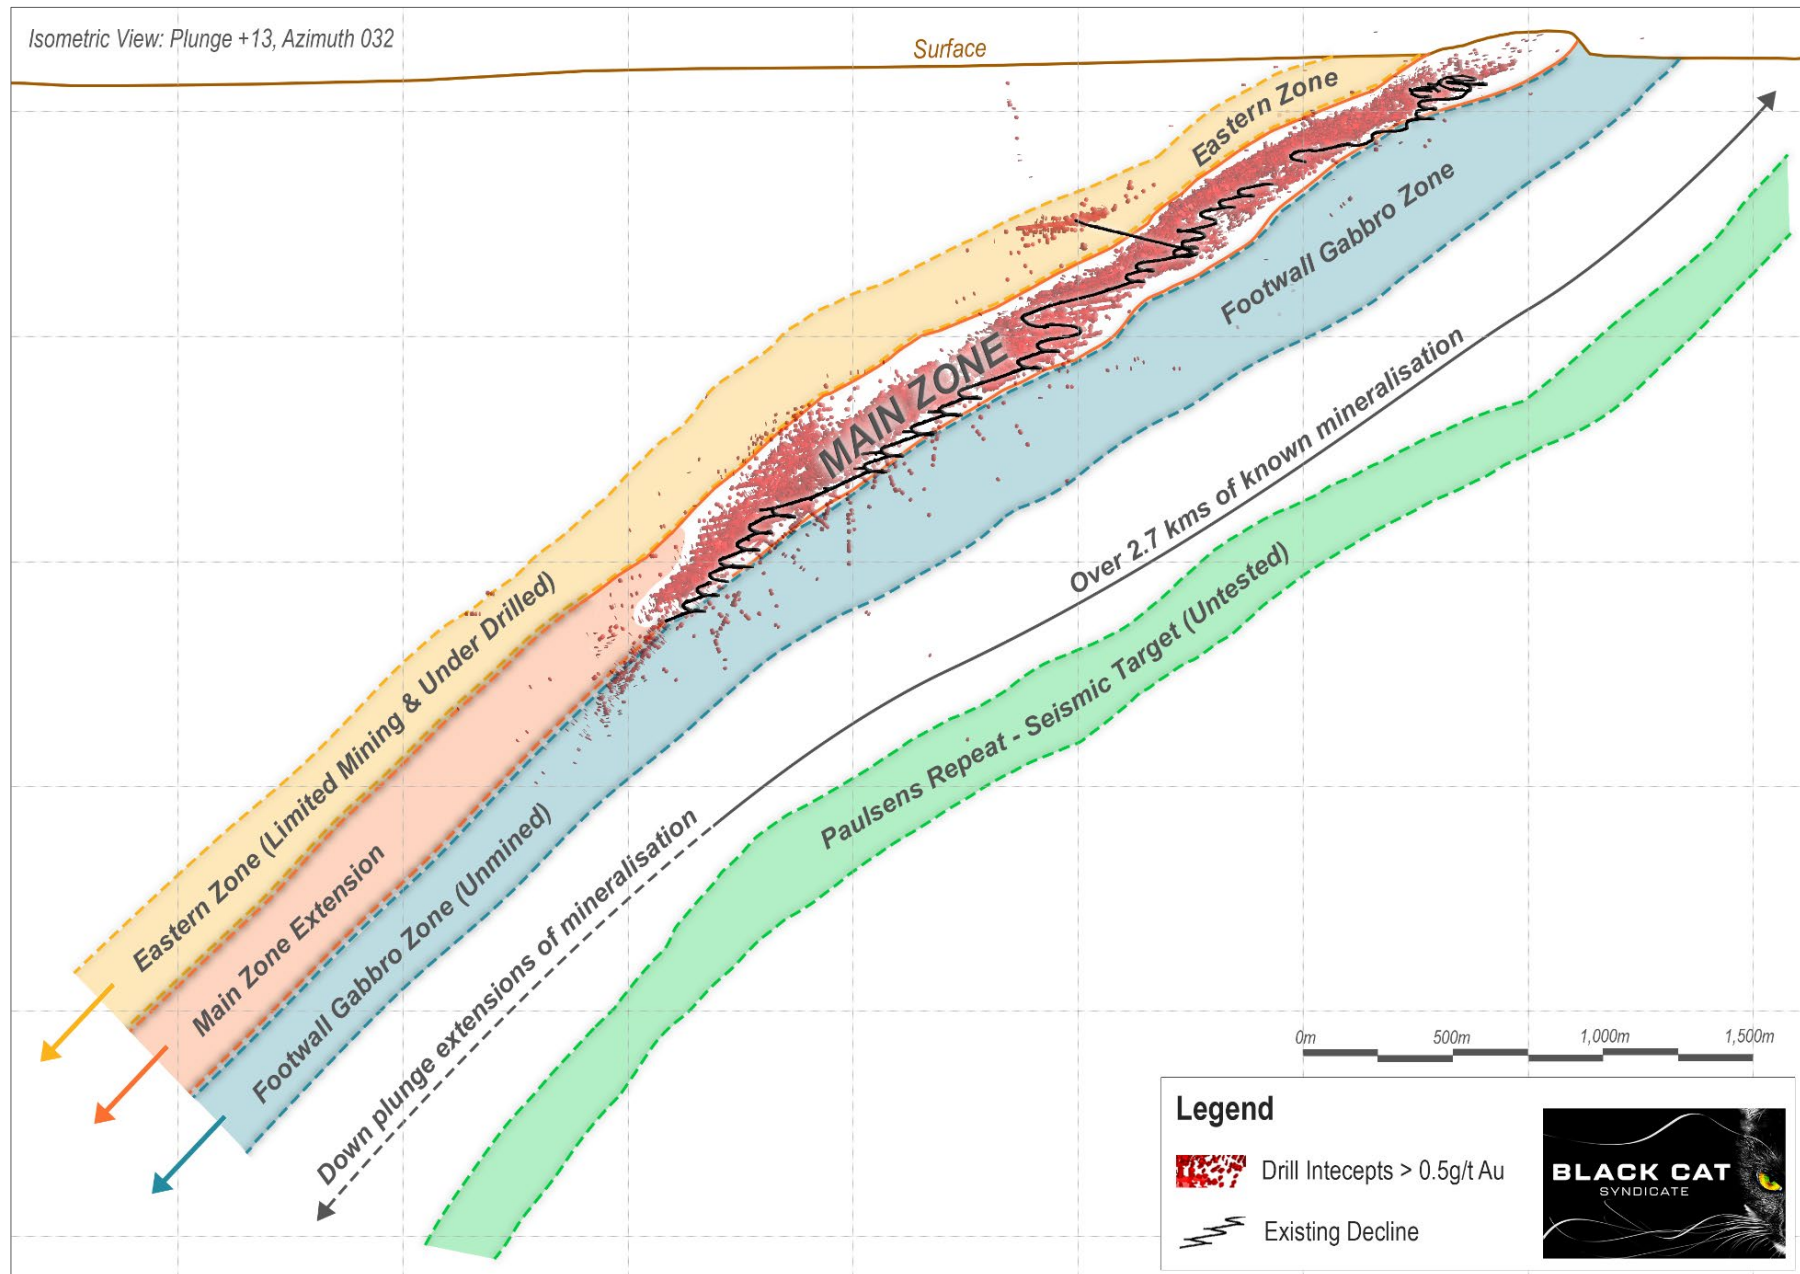 Isometric View: Plunge +13, Azimuth 032
Surface
Eastern Zone
Footwall Gabbro Zone
MAIN ZONE
Over 2.7 kms of known mineralisation
Eastern Zone (Limited Mining & Under Drilled)
Main Zone Extension
Footwall Gabbro Zone (Unmined)
Down plunge extensions of mineralisation
Paulsens Repeat - Seismic Target (Untested)
0m 500m 1,000m 1,500m
Legend
Drill Intecepts > 0.5g/t Au
Existing Decline
BLACK CAT
SYNDICATE